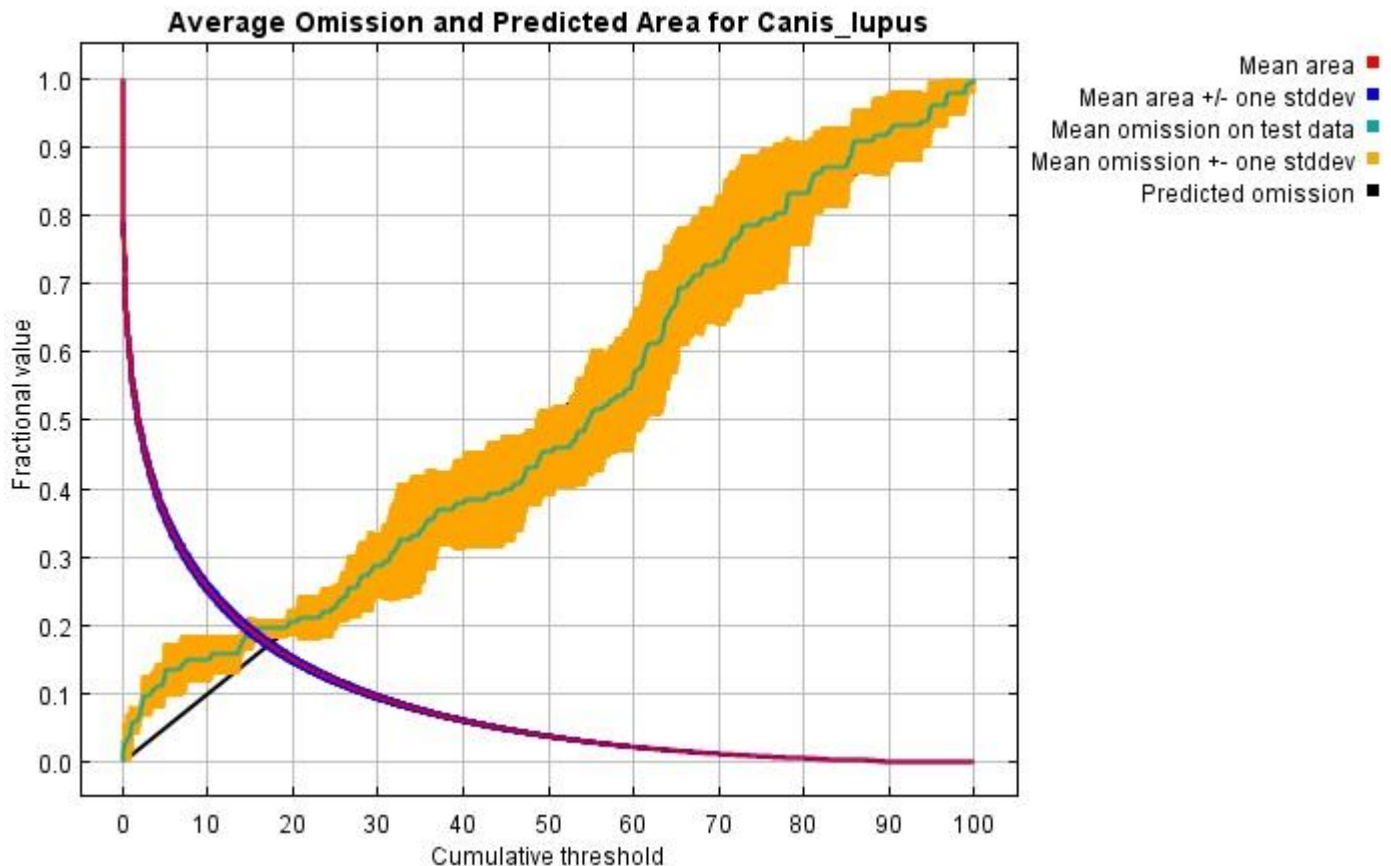 Average Omission and Predicted Area for Canis_lupus
Mean area
Mean area +/- one stddev
Mean omission on test data
Mean omission +- one stddev
Predicted omission
Fractional value
1.0
0.9
0.8
0.7
0.6
0.5
0.4
0.3
0.2
0.1
0.0
0 10 20 30 40 50 60 70 80 90 100
Cumulative threshold